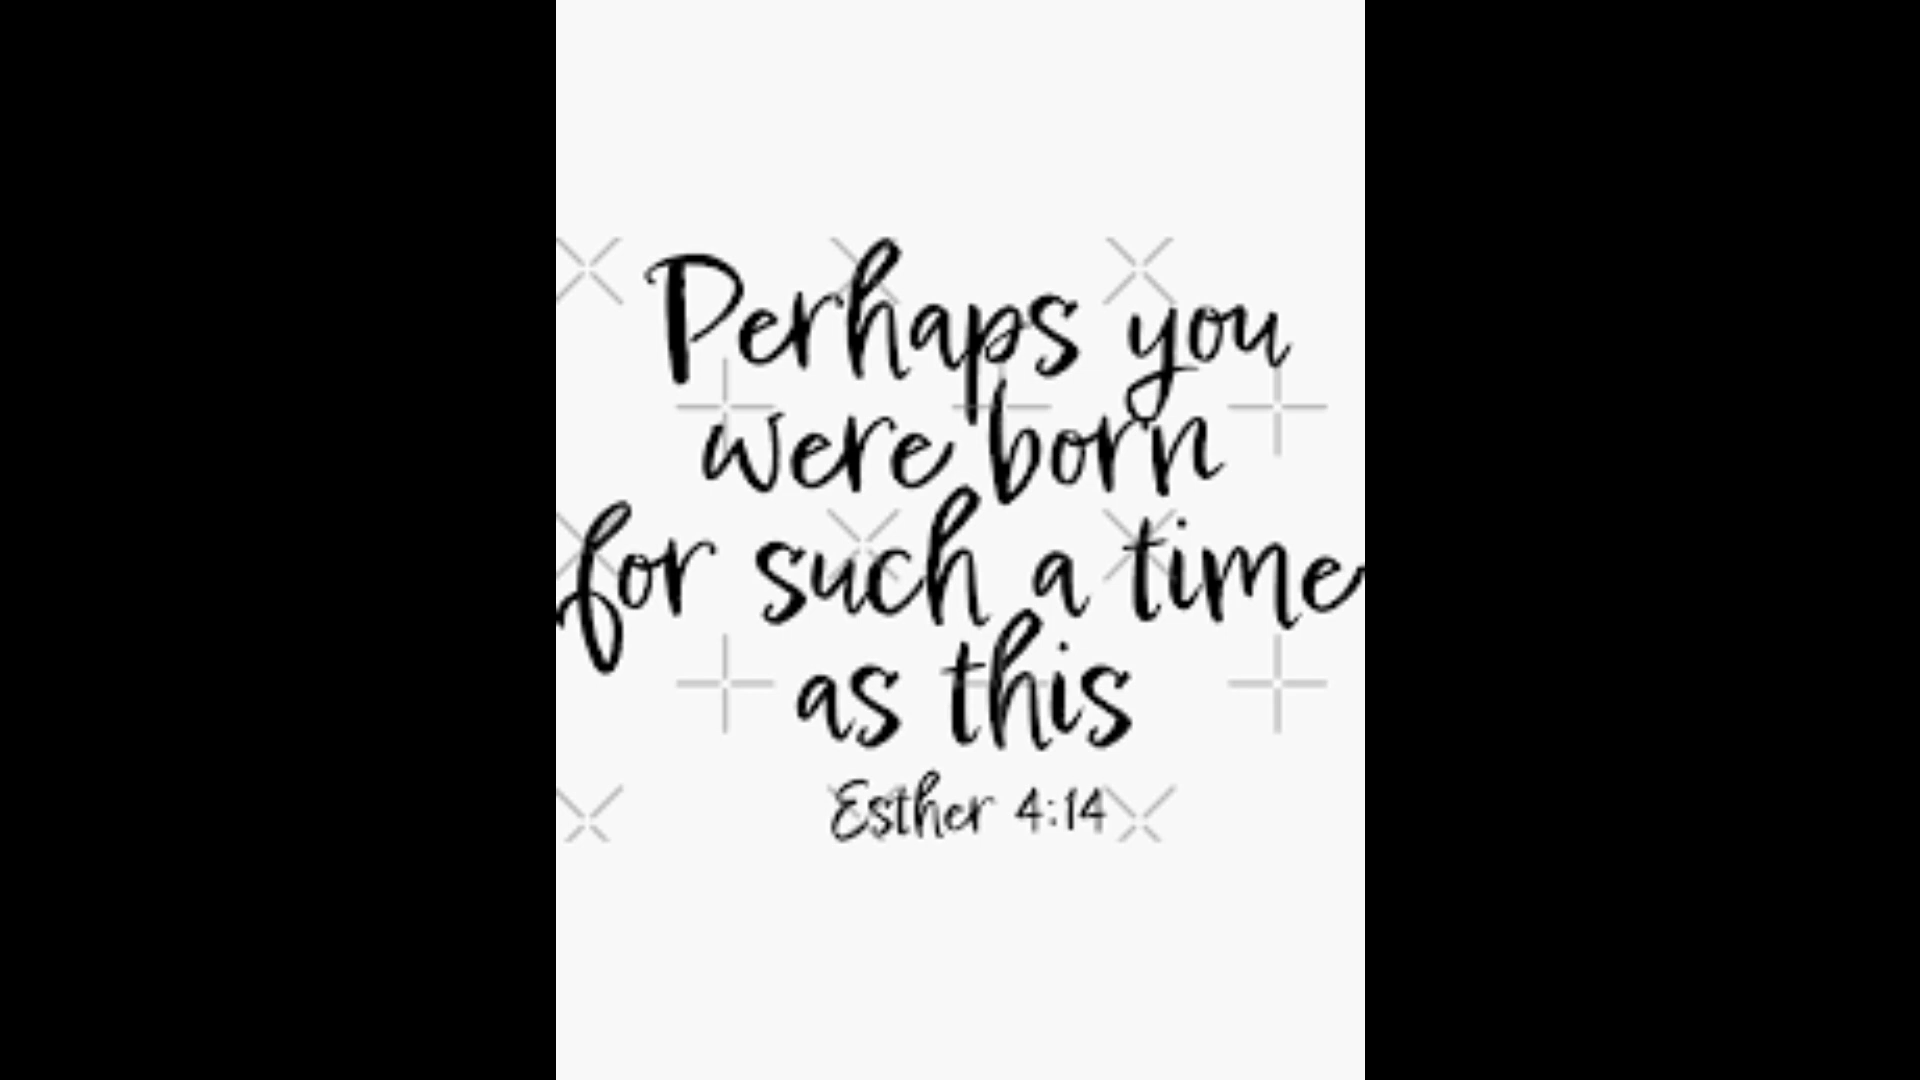 Perhaps you
were born
for such a time
as this
Esther 4:14